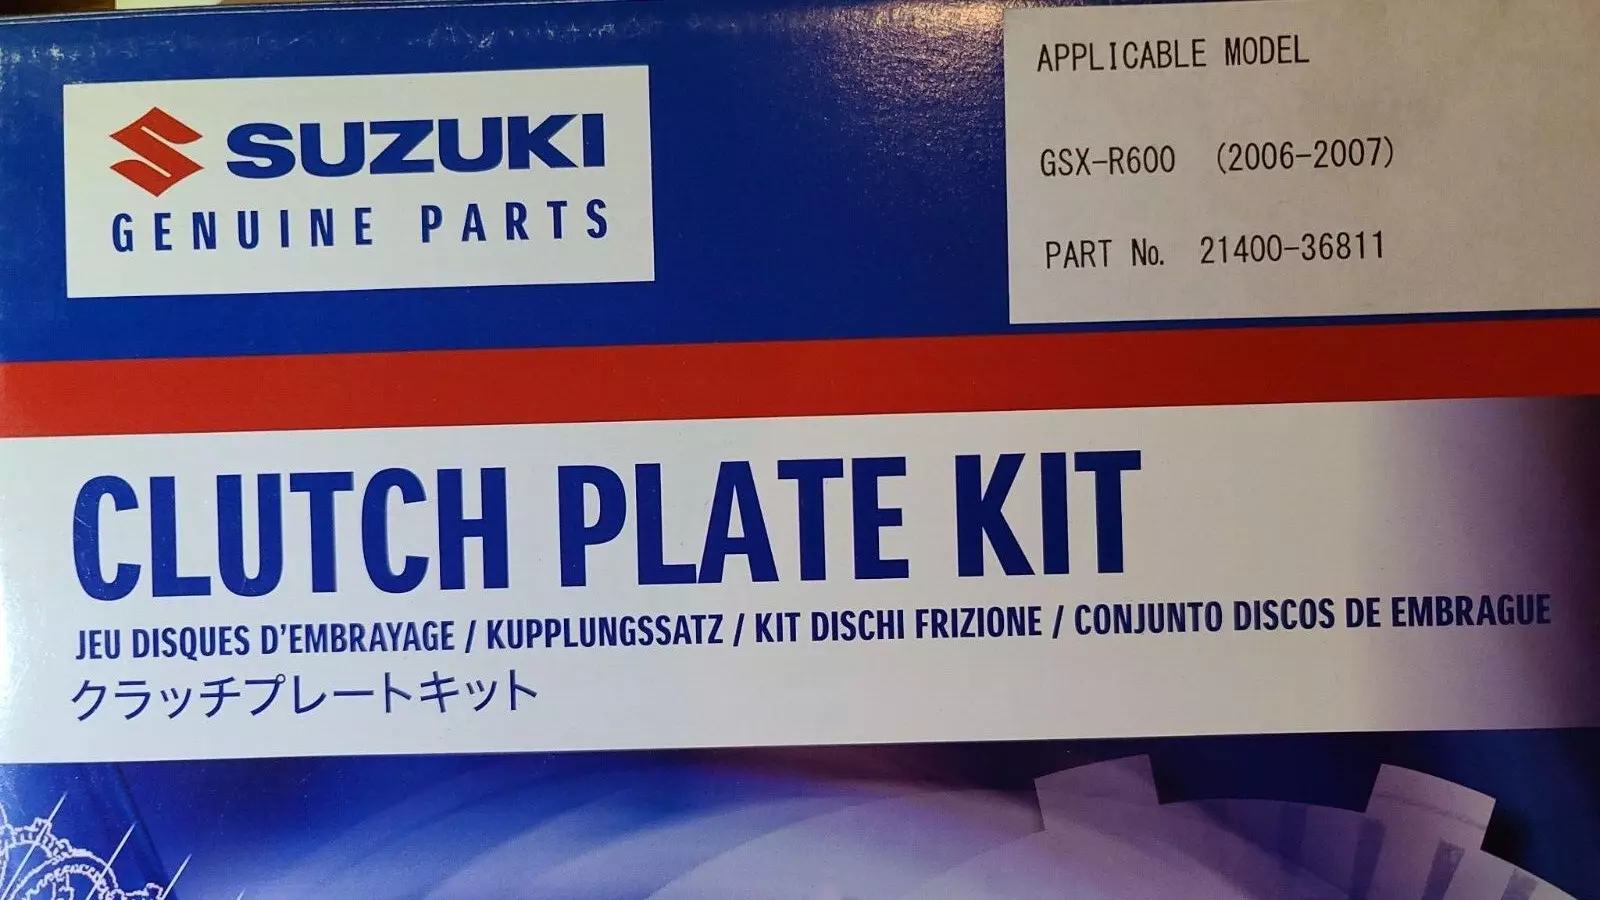 SUZUKI
GENUINE PARTS
APPLICABLE MODEL
GSX-R600 (2006-2007)
PART No. 21400-36811
CLUTCH PLATE KIT
JEU DISQUES D'EMBRAYAGE / KUPPLUNGSSATZ / KIT DISCHI FRIZIONE / CONJUNTO DISCOS DE EMBRAGUE
クラッチプレートキット